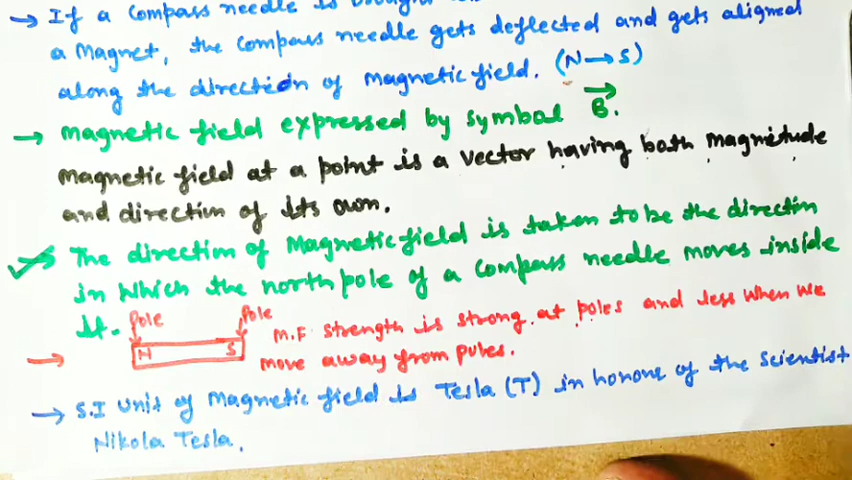 → If a compass needle is brought
a Magnet, the compass needle gets deflected and gets aligned
along the direction of magnetic field. (N→S)
→ magnetic field expressed by symbol B.
magnetic field at a point is a vector having both magnitude
and direction of its own.
The direction of Magnetic field is taken to be the direction
in which the north pole of a compass needle moves inside
it.
Pole Pole
N S
M.F strength is strong at poles and less when we
→ move away from poles.
→ S.I Unit of Magnetic field is Tesla (T) in honour of the Scientist
Nikola Tesla.